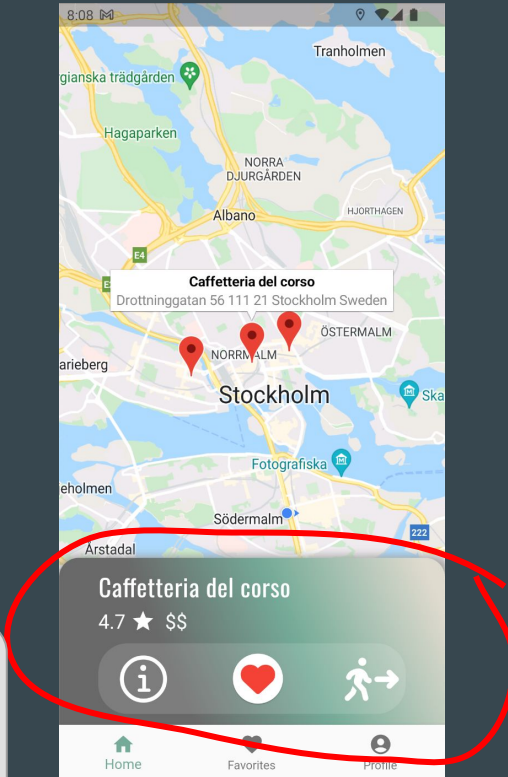 8:08
Tranholmen
gianska trädgården
Hagaparken
NORRA
DJURGÅRDEN
Albano
HJORTHAGEN
E4
Caffetteria del corso
Drottninggatan 56 111 21 Stockholm Sweden
ÖSTERMALM
NORRMALM
arieberg
Stockholm
Ska
Fotografiska
eholmen
Södermalm
222
Årstadal
Caffetteria del corso
4.7 ★ $$
Home
Favorites
Profile